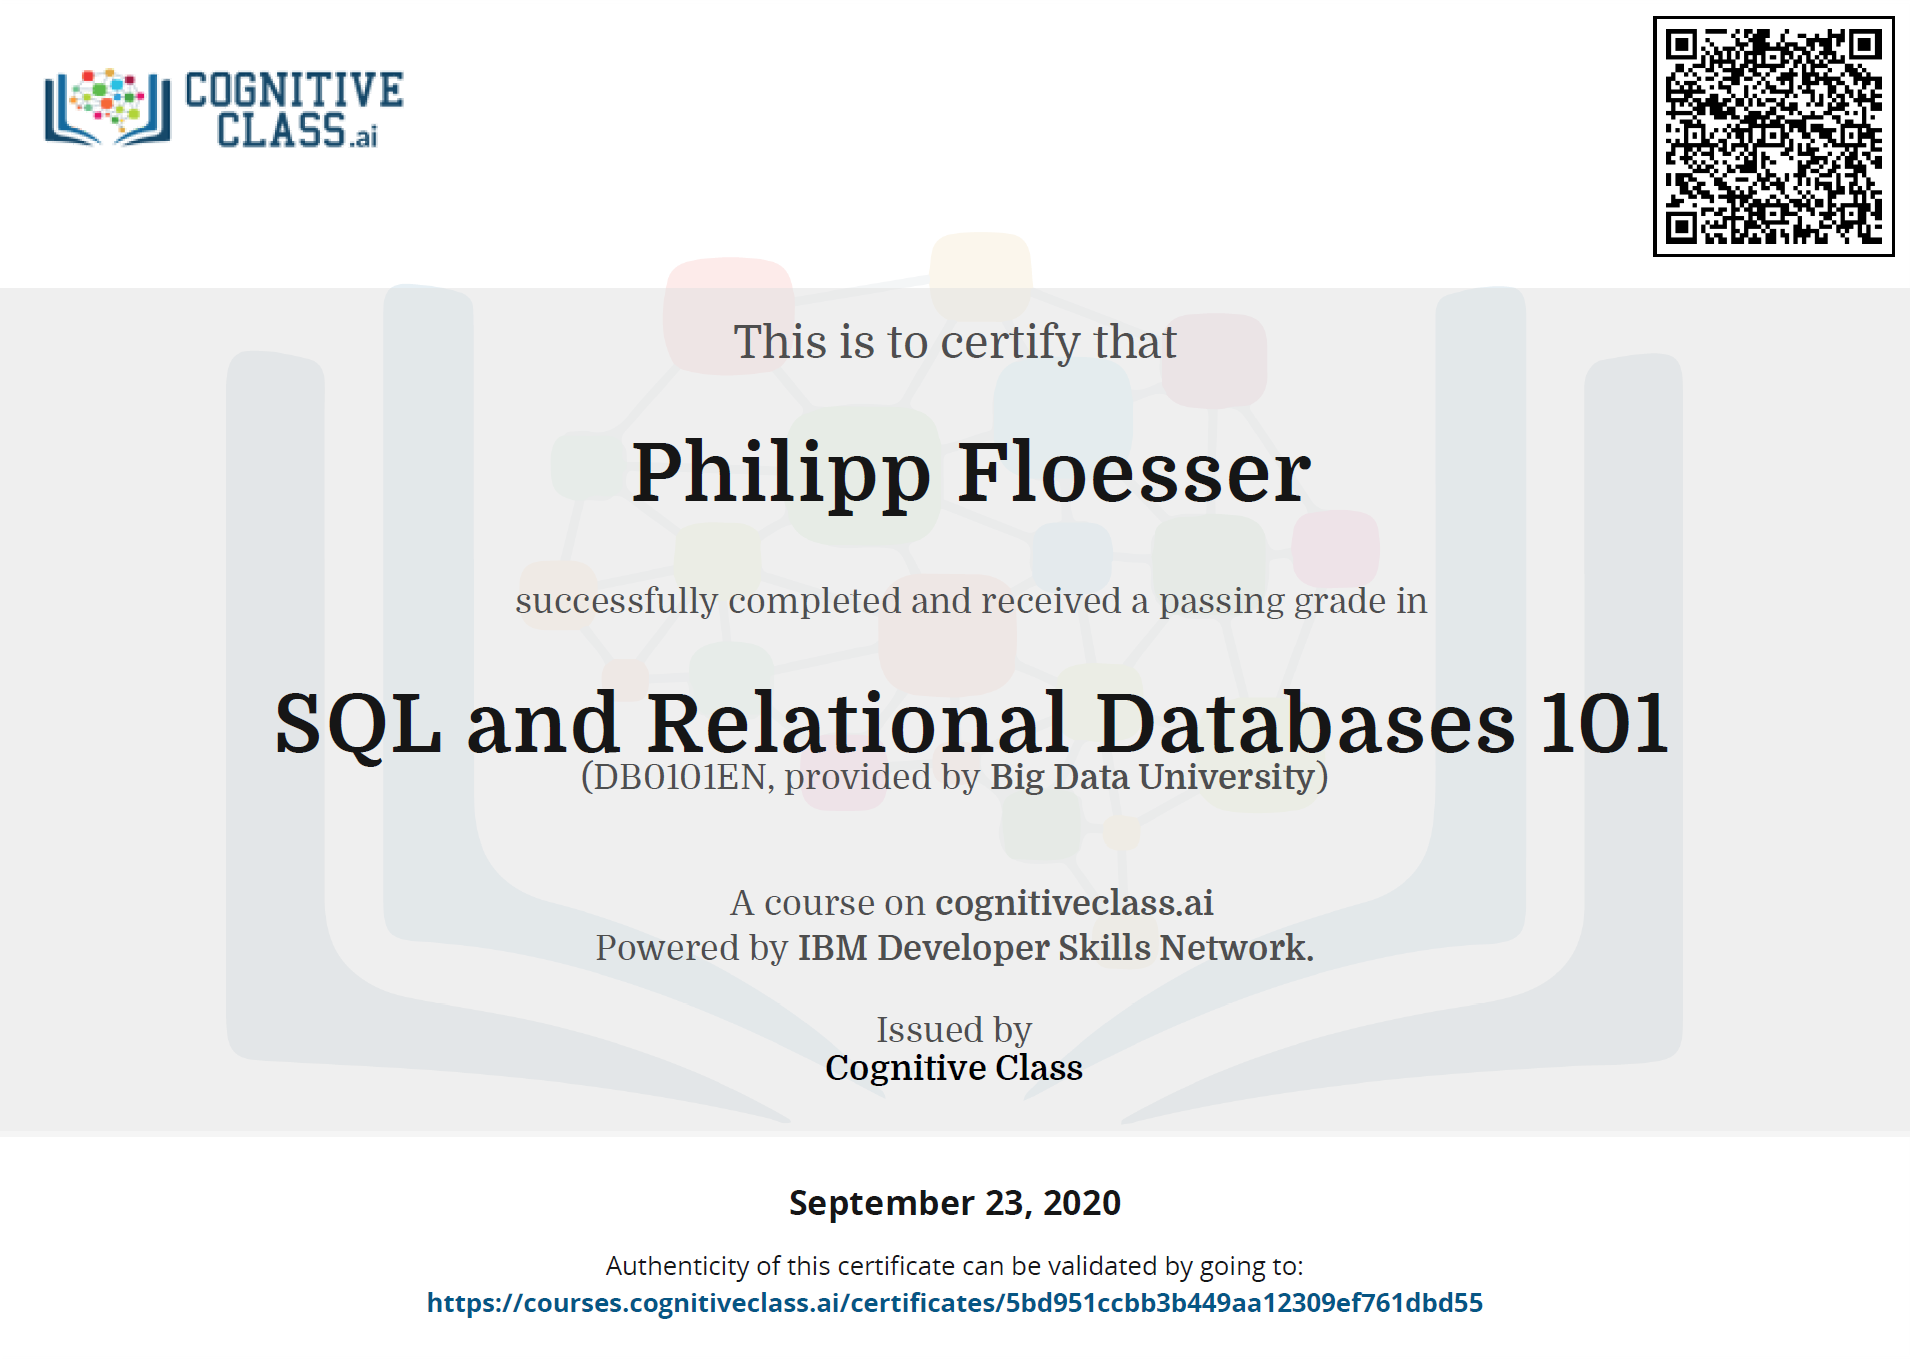 COGNITIVE
CLASS.ai
This is to certify that
Philipp Floesser
successfully completed and received a passing grade in
SQL and Relational Databases 101
(DB0101EN, provided by Big Data University)
A course on cognitiveclass.ai
Powered by IBM Developer Skills Network.
Issued by
Cognitive Class
September 23, 2020
Authenticity of this certificate can be validated by going to:
https://courses.cognitiveclass.ai/certificates/5bd951ccbb3b449aa12309ef761dbd55